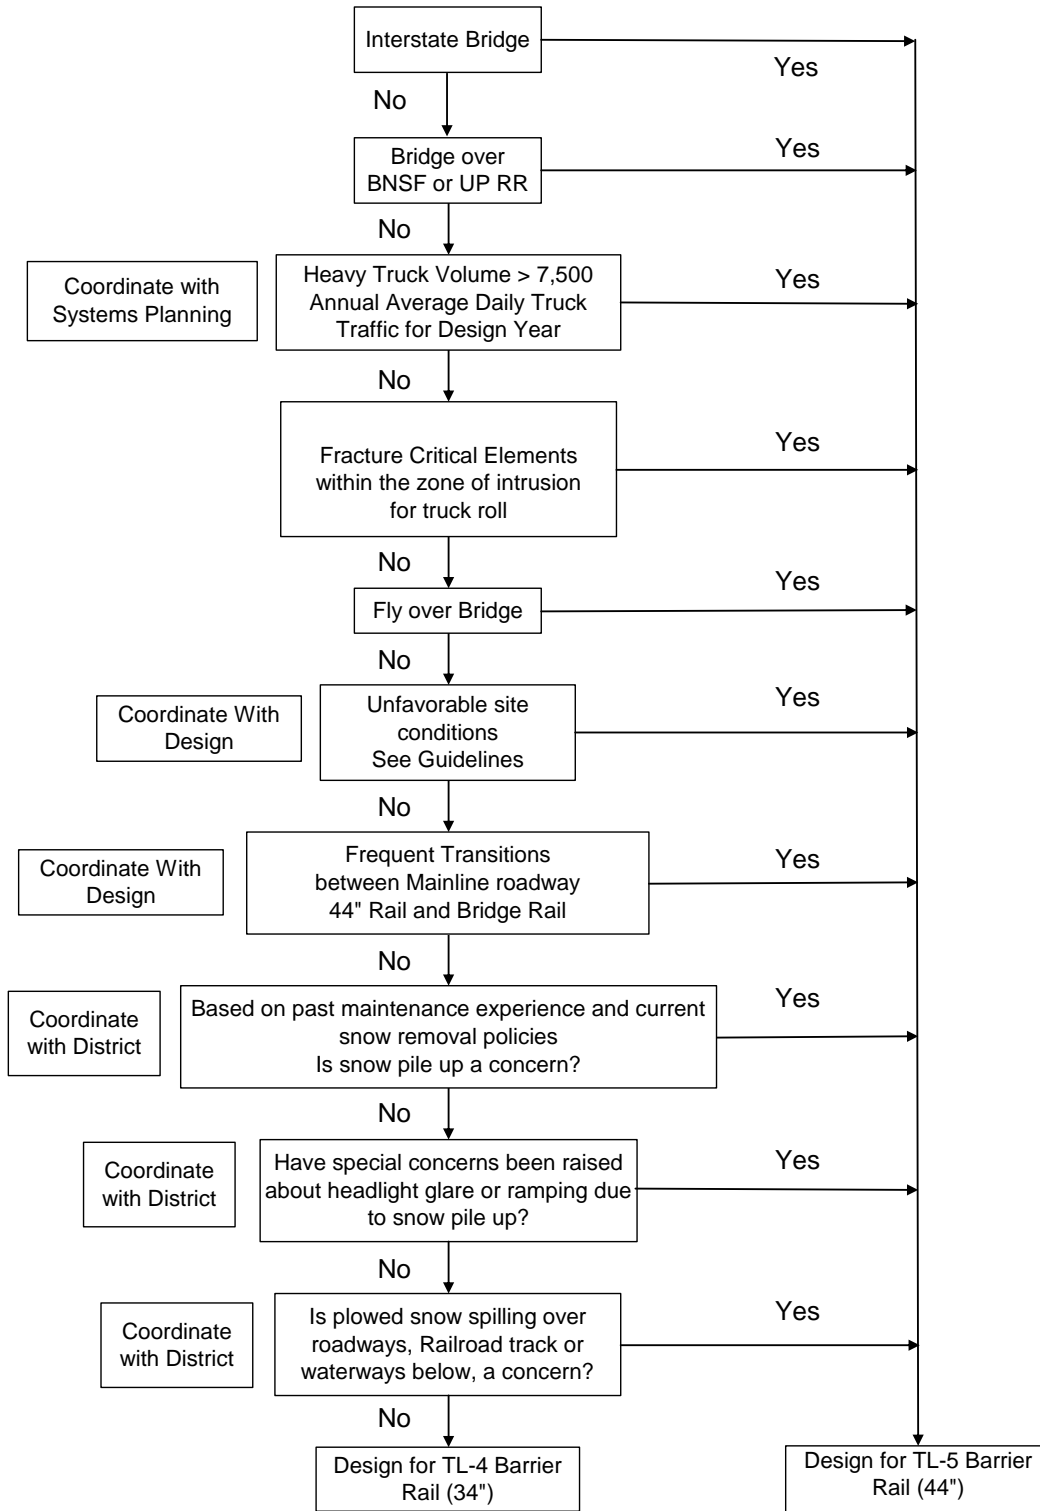 Interstate Bridge
Yes
No
Bridge over
BNSF or UP RR
Yes
No
Coordinate with
Systems Planning
Heavy Truck Volume > 7,500
Annual Average Daily Truck
Traffic for Design Year
Yes
No
Fracture Critical Elements
within the zone of intrusion
for truck roll
Yes
No
Fly over Bridge
Yes
No
Coordinate With
Design
Unfavorable site
conditions
See Guidelines
Yes
No
Coordinate With
Design
Frequent Transitions
between Mainline roadway
44" Rail and Bridge Rail
Yes
No
Coordinate
with District
Based on past maintenance experience and current
snow removal policies
Is snow pile up a concern?
Yes
No
Coordinate
with District
Have special concerns been raised
about headlight glare or ramping due
to snow pile up?
Yes
No
Coordinate
with District
Is plowed snow spilling over
roadways, Railroad track or
waterways below, a concern?
Yes
No
Design for TL-4 Barrier
Rail (34")
Design for TL-5 Barrier
Rail (44")